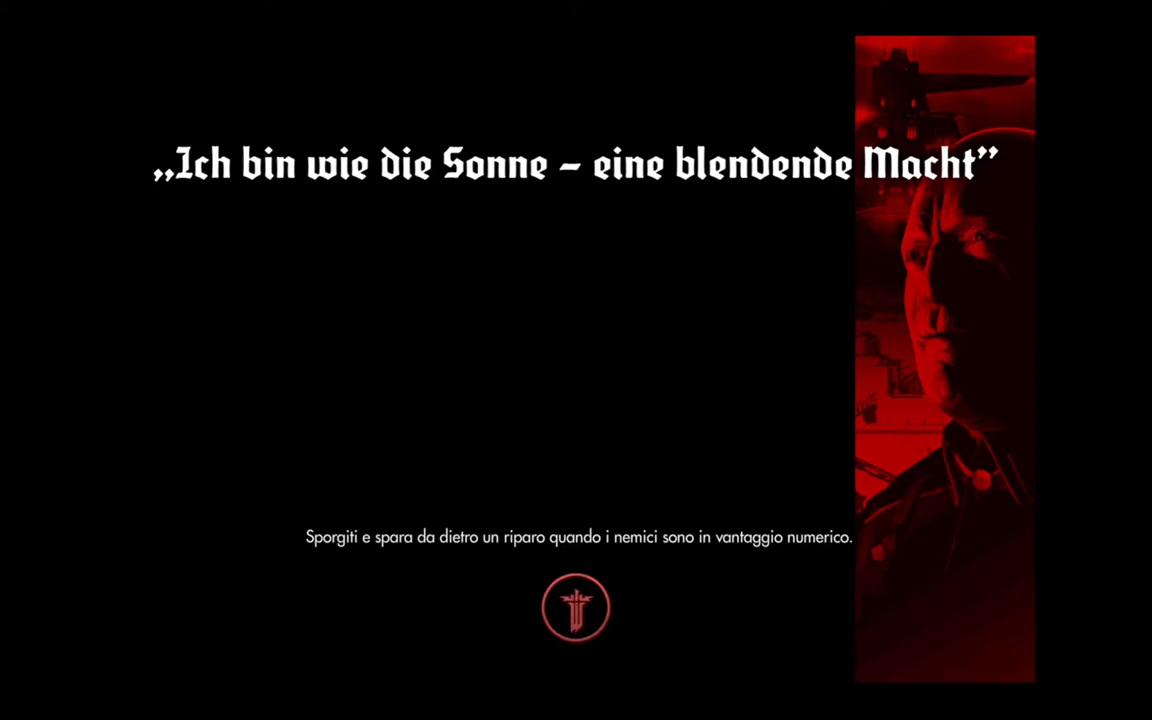 „Ich bin wie die Sonne – eine blendende Macht”
Sporgiti e spara da dietro un riparo quando i nemici sono in vantaggio numerico.